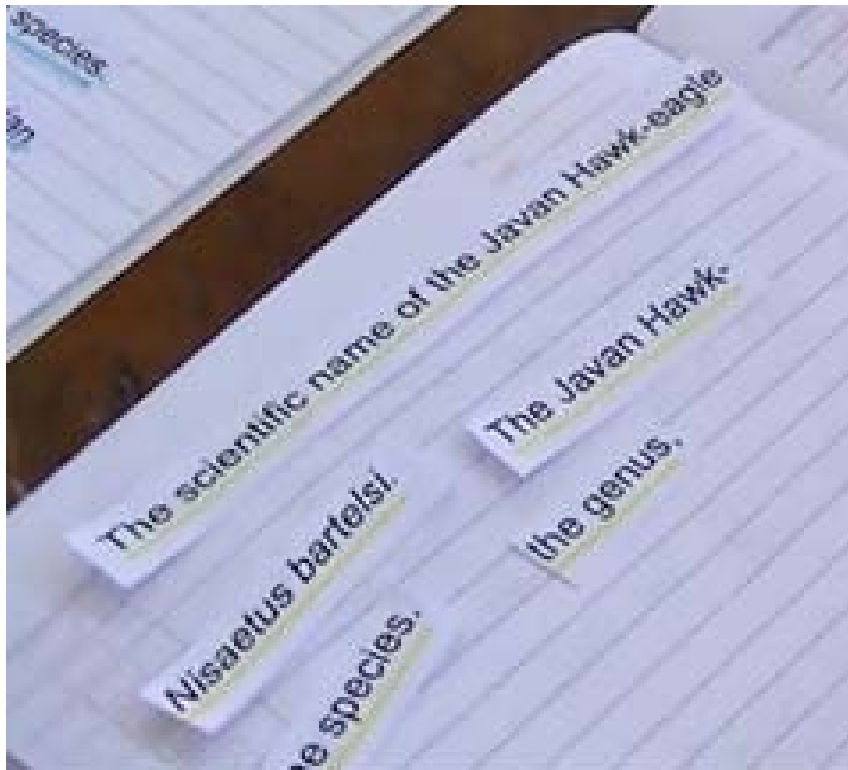 species.
The scientific name of the Javan Hawk-eagle
The Javan Hawk-
Nisaetus bartelsi.
the genus.
species.